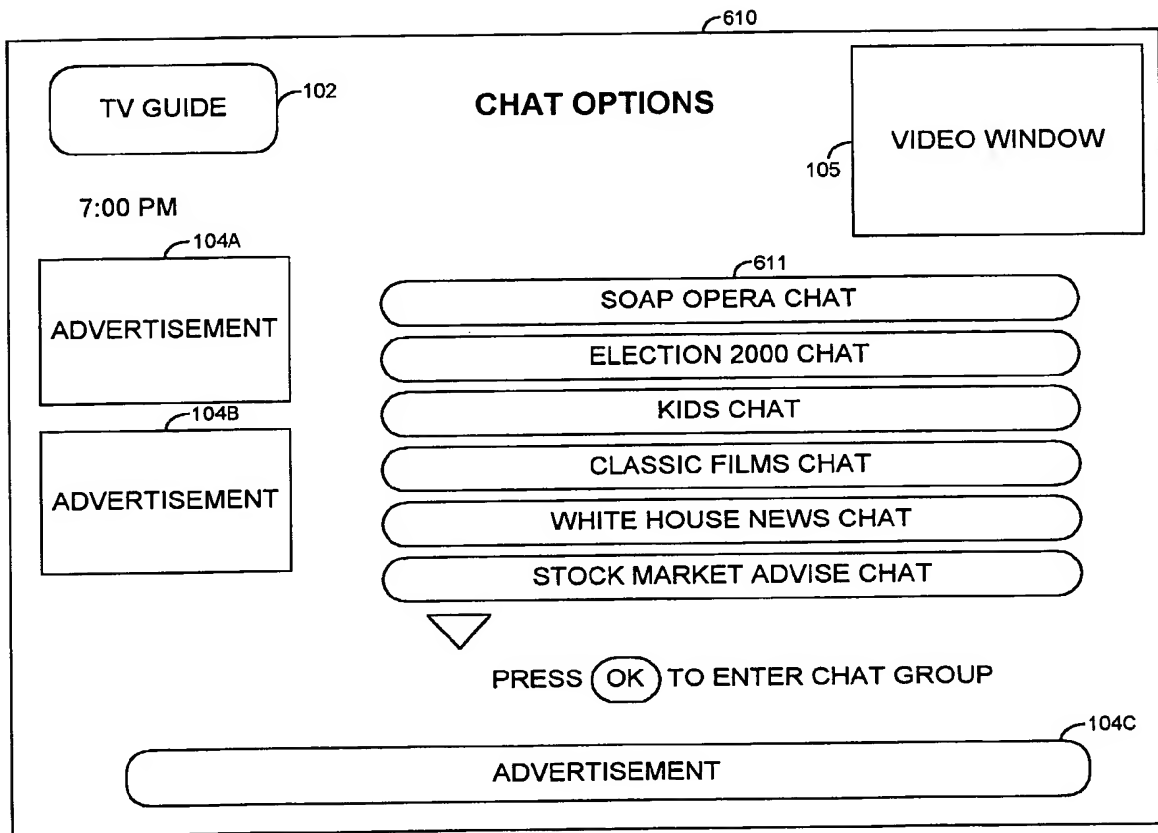 610
TV GUIDE
102
CHAT OPTIONS
VIDEO WINDOW
105
7:00 PM
104A
ADVERTISEMENT
104B
ADVERTISEMENT
611
SOAP OPERA CHAT
ELECTION 2000 CHAT
KIDS CHAT
CLASSIC FILMS CHAT
WHITE HOUSE NEWS CHAT
STOCK MARKET ADVISE CHAT
PRESS OK TO ENTER CHAT GROUP
104C
ADVERTISEMENT